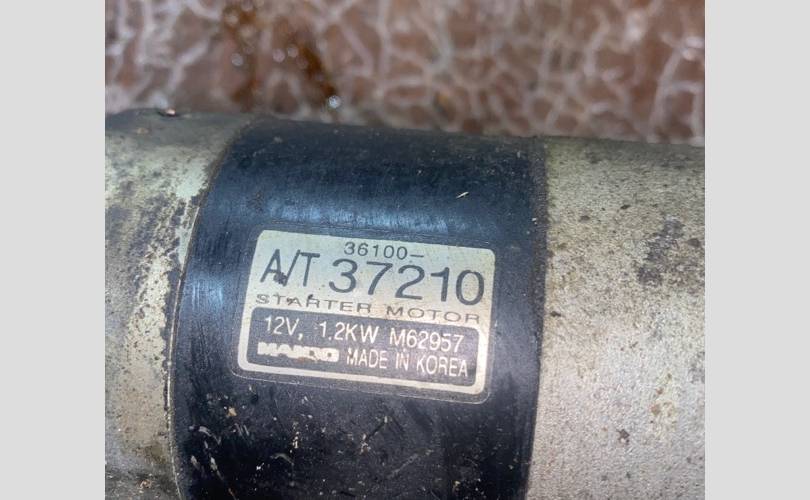 36100-
A/T 37210
STARTER MOTOR
12V, 1.2KW M62957
MANDO MADE IN KOREA